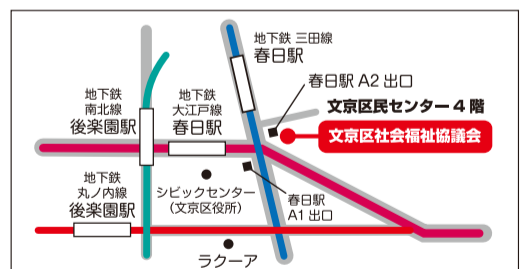 地下鉄 三田線
春日駅
春日駅 A2 出口
文京区民センター 4 階
文京区社会福祉協議会
地下鉄
南北線
後楽園駅
地下鉄
大江戸線
春日駅
地下鉄
丸ノ内線
後楽園駅
シビックセンター
（文京区役所）
春日駅
A1 出口
ラクーア